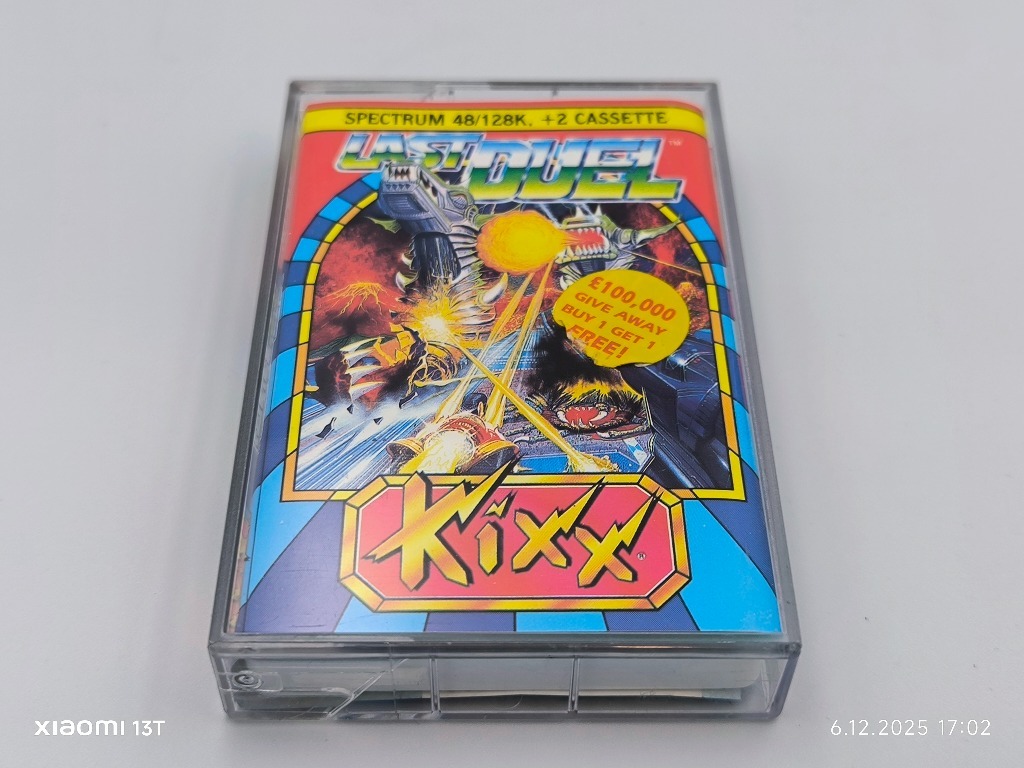 SPECTRUM 48/128K, +2 CASSETTE
LAST DUEL™
£100,000
GIVE AWAY
BUY 1 GET 1
FREE!
Kixx®
XIAOMI 13T
6.12.2025 17:02